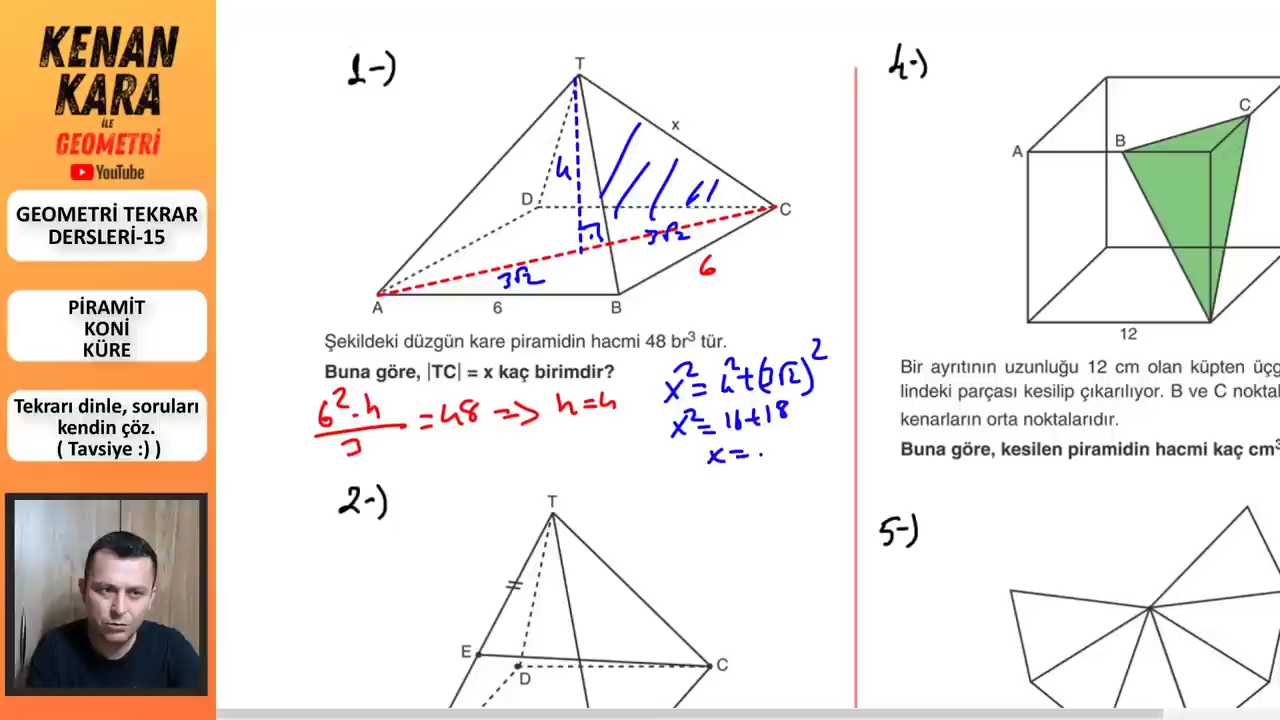 KENAN
KARA
İLE
GEOMETRİ
YouTube
GEOMETRİ TEKRAR
DERSLERİ-15
PİRAMİT
KONİ
KÜRE
Tekrarı dinle, soruları
kendin çöz.
( Tavsiye :) )
1-)
T
x
h
D
C
3√2
3√2
6
A
6
B
Şekildeki düzgün kare piramidin hacmi 48 br³ tür.
Buna göre, |TC| = x kaç birimdir?
6².h
3
= 48 => h=4
x² = h²+(3√2)²
x² = 16+18
x = .
2-)
T
E
D
C
4-)
C
B
A
12
Bir ayrıtının uzunluğu 12 cm olan küpten üçg
lindeki parçası kesilip çıkarılıyor. B ve C nokta
kenarların orta noktalarıdır.
Buna göre, kesilen piramidin hacmi kaç cm³
5-)